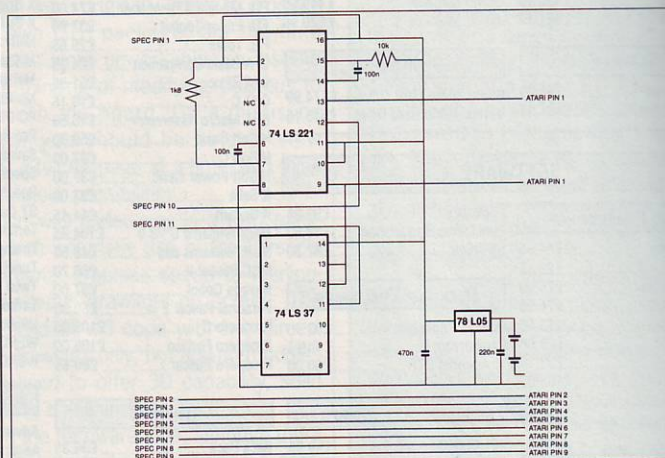 SPEC PIN 1
1
2
3
N/C 4
N/C 5
6
7
8
16
15
14
13
12
11
10
9
74 LS 221
1k8
100n
10k
100n
ATARI PIN 1
ATARI PIN 1
SPEC PIN 10
SPEC PIN 11
1
2
3
4
5
6
7
14
13
12
11
10
9
8
74 LS 37
78 L05
470n
220n
SPEC PIN 2
SPEC PIN 3
SPEC PIN 4
SPEC PIN 5
SPEC PIN 6
SPEC PIN 7
SPEC PIN 8
SPEC PIN 9
ATARI PIN 2
ATARI PIN 3
ATARI PIN 4
ATARI PIN 5
ATARI PIN 6
ATARI PIN 7
ATARI PIN 8
ATARI PIN 9